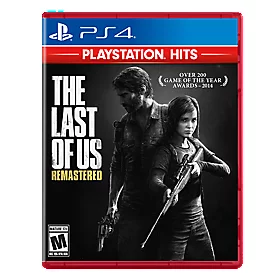 PS4
PLAYSTATION HITS
OVER 200
GAME OF THE YEAR
AWARDS - 2014
THE
LAST
OF US
REMASTERED
M